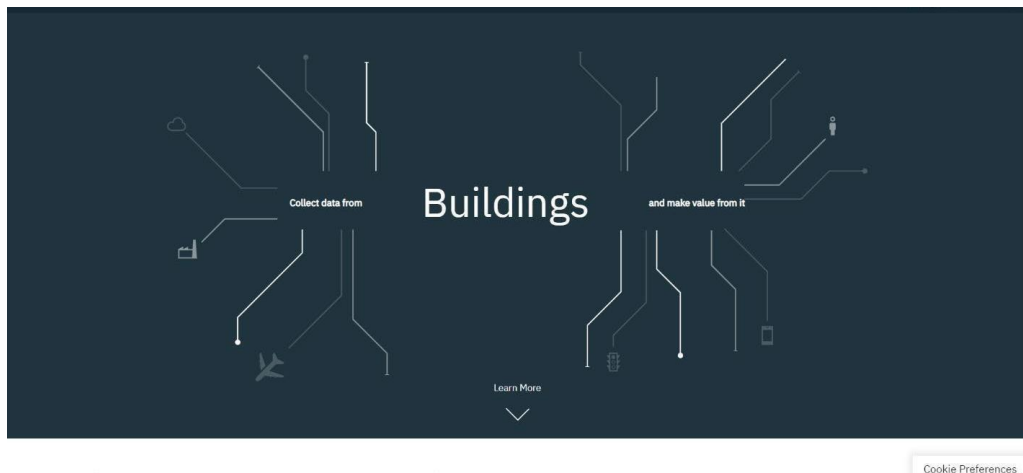 Collect data from Buildings and make value from it
Learn More
Cookie Preferences